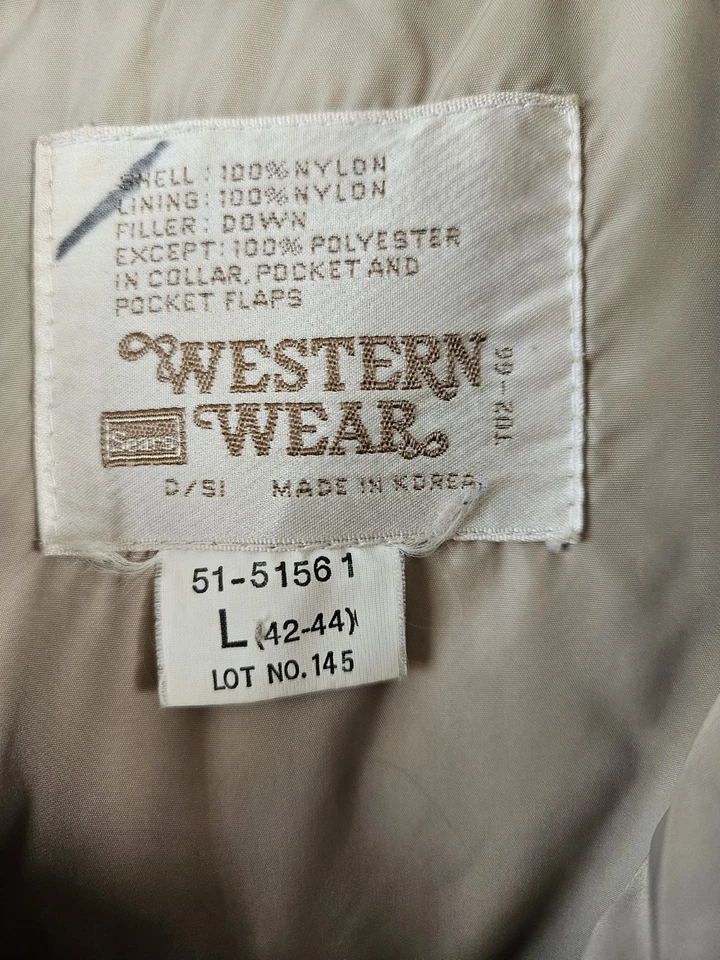 SHELL : 100% NYLON
LINING: 100% NYLON
FILLER: DOWN
EXCEPT: 100% POLYESTER
IN COLLAR, POCKET AND
POCKET FLAPS
WESTERN
Sears WEAR
T02-66
D/SI MADE IN KOREA.
51-51561
L (42-44)
LOT NO. 145